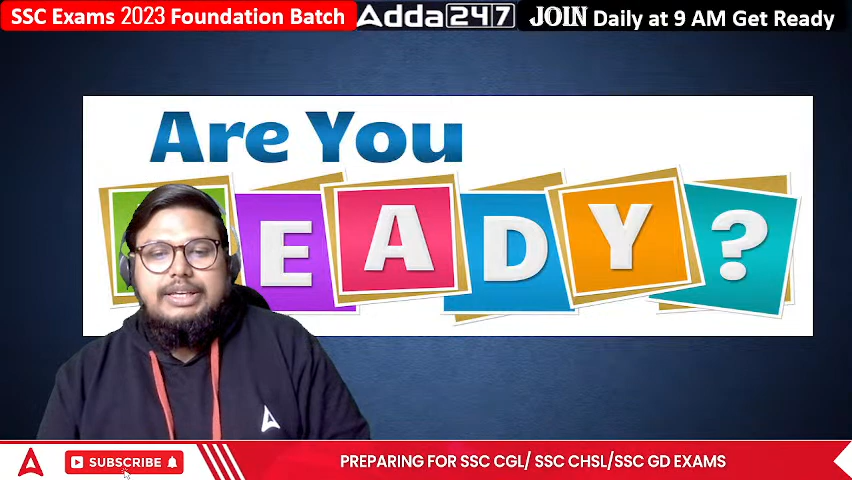 SSC Exams 2023 Foundation Batch
Adda247
JOIN Daily at 9 AM Get Ready
Are You
EADY?
A
SUBSCRIBE
PREPARING FOR SSC CGL/ SSC CHSL/SSC GD EXAMS